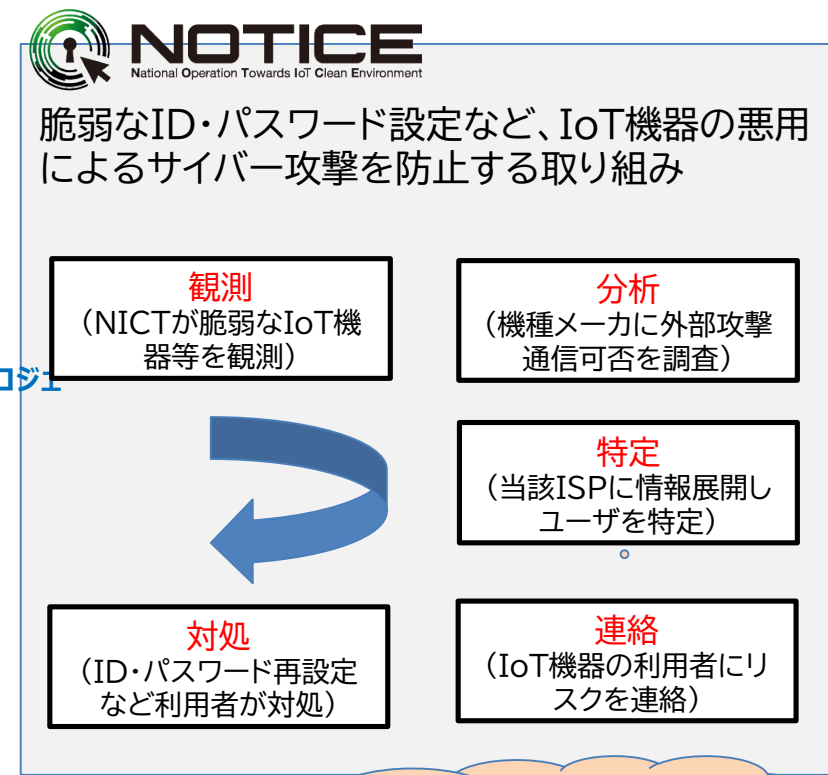 NOTICE
National Operation Towards IoT Clean Environment
脆弱なID・パスワード設定など、IoT機器の悪用
によるサイバー攻撃を防止する取り組み
観測
（NICTが脆弱なIoT機
器等を観測）
分析
（機種メーカに外部攻撃
通信可否を調査）
ロジェ
特定
（当該ISPに情報展開し
ユーザを特定）
対処
（ID・パスワード再設定
など利用者が対処）
連絡
（IoT機器の利用者にリ
スクを連絡）